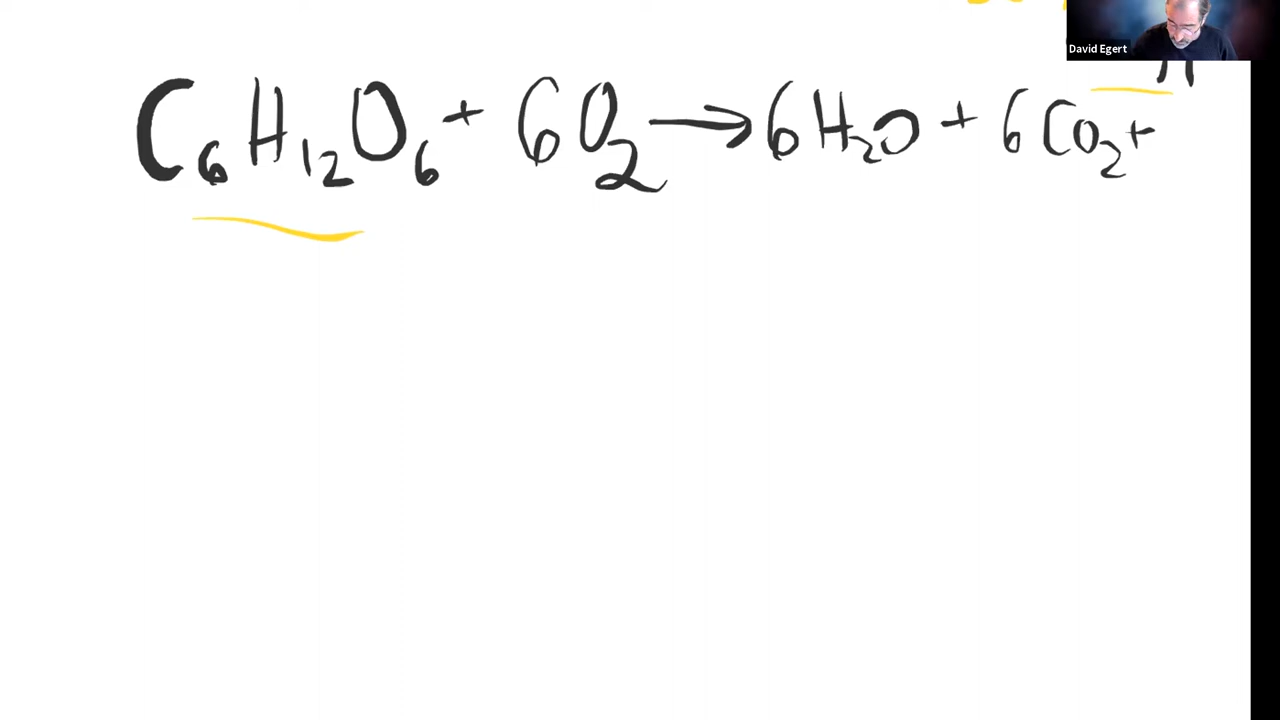 David Egert
C₆H₁₂O₆ + 6O₂ → 6H₂O + 6CO₂ +